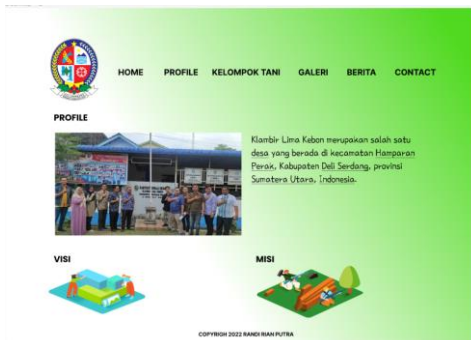 HOME PROFILE KELOMPOK TANI GALERI BERITA CONTACT
PROFILE
Klambir Lima Kebon merupakan salah satu
desa yang berada di kecamatan Hamparan
Perak, Kabupaten Deli Serdang, provinsi
Sumatera Utara, Indonesia.
VISI MISI
COPYRIGH 2022 RANDI RIAN PUTRA